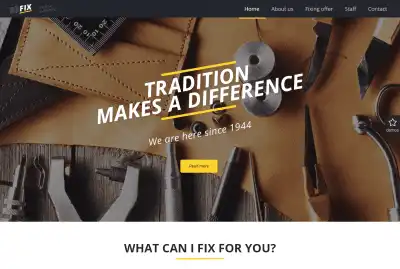 FIX
Home
About us
Fixing offer
Staff
Contact
TRADITION
MAKES A DIFFERENCE
We are here since 1944
Read more
demos
WHAT CAN I FIX FOR YOU?